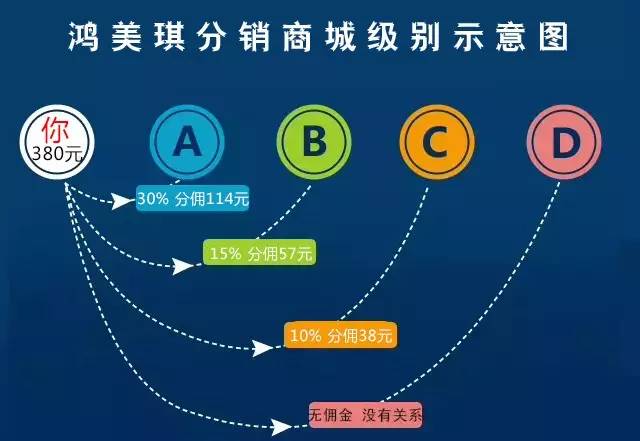 鸿美琪分销商城级别示意图
你
380元
A
B
C
D
30% 分佣114元
15% 分佣57元
10% 分佣38元
无佣金 没有关系